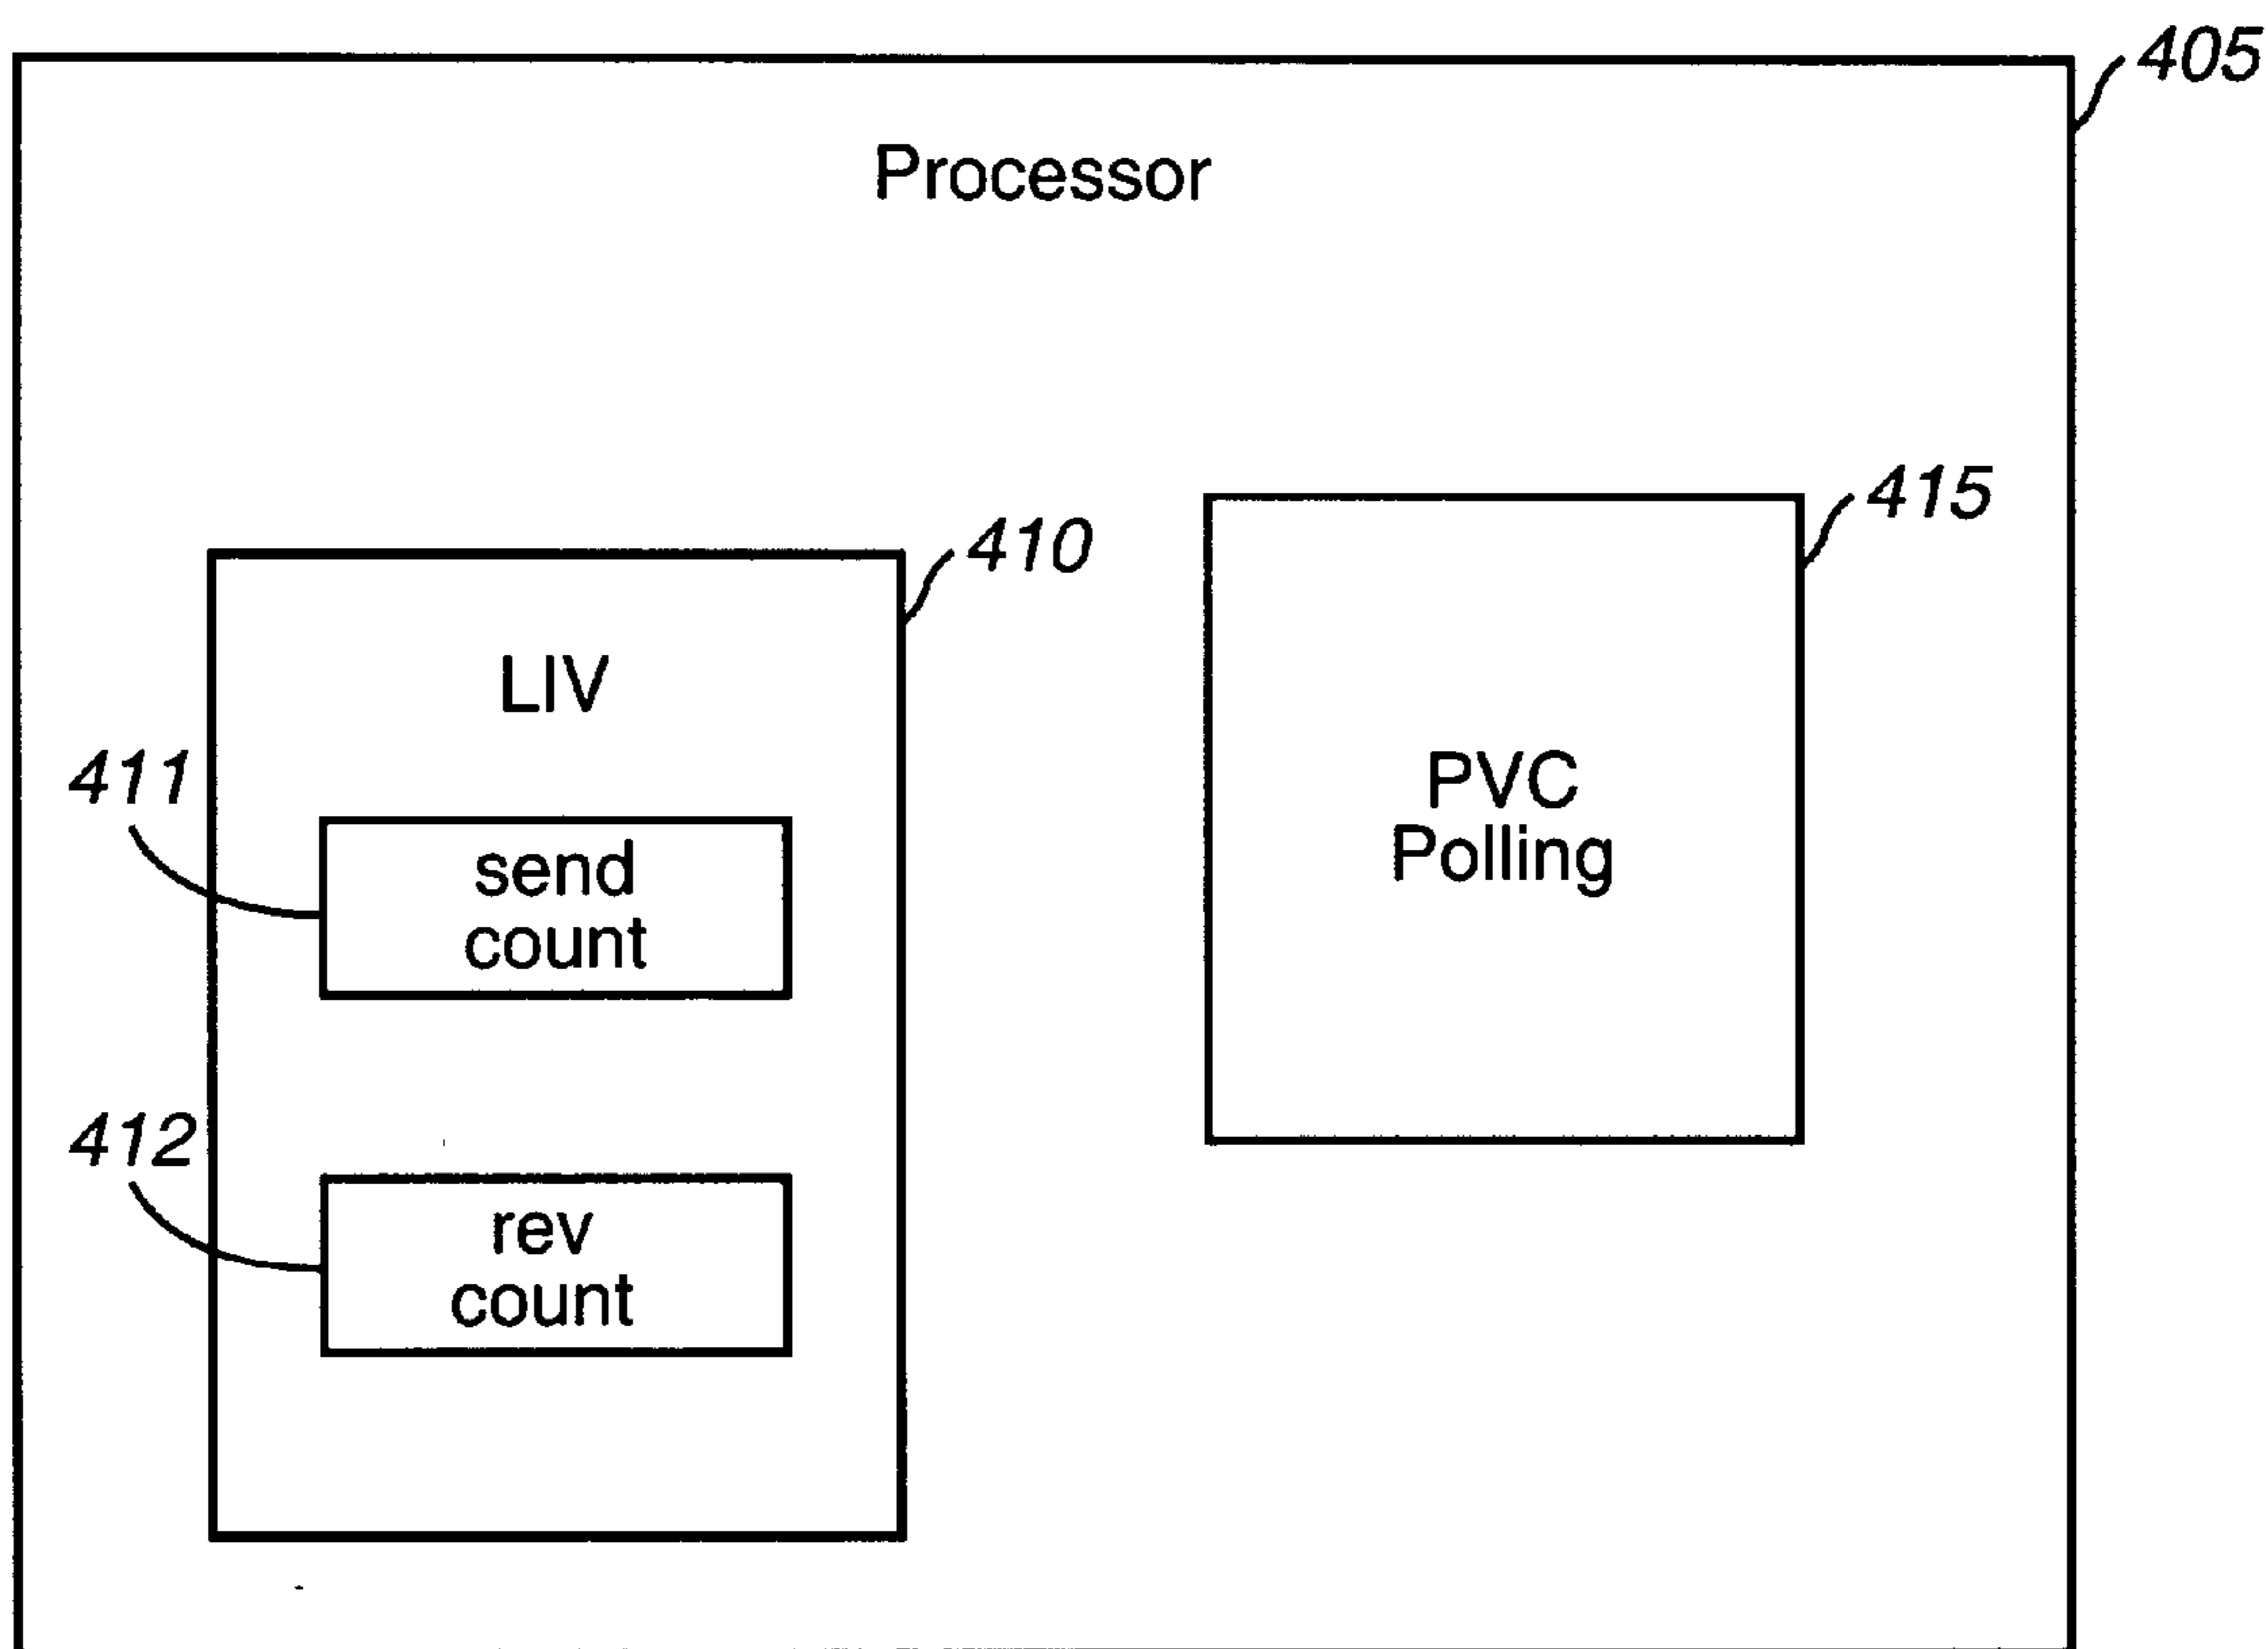 405
Processor
415
410
LIV
411
send
count
PVC
Polling
412
rev
count